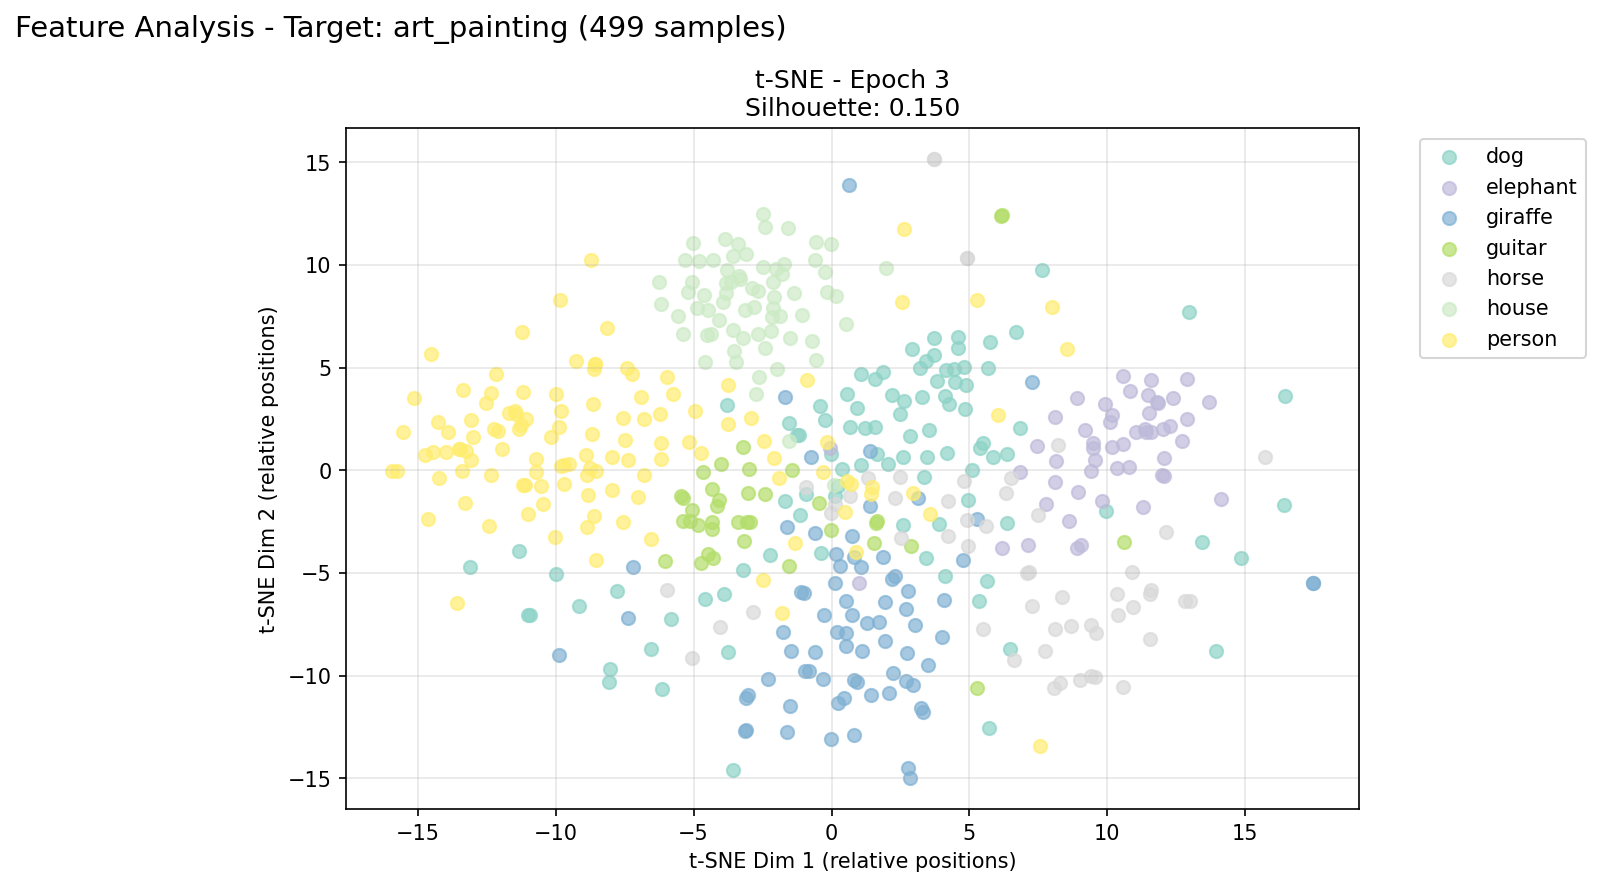 Feature Analysis - Target: art_painting (499 samples)
t-SNE - Epoch 3
Silhouette: 0.150
15
10
5
0
−5
−10
−15
t-SNE Dim 2 (relative positions)
−15
−10
−5
0
5
10
15
t-SNE Dim 1 (relative positions)
dog
elephant
giraffe
guitar
horse
house
person